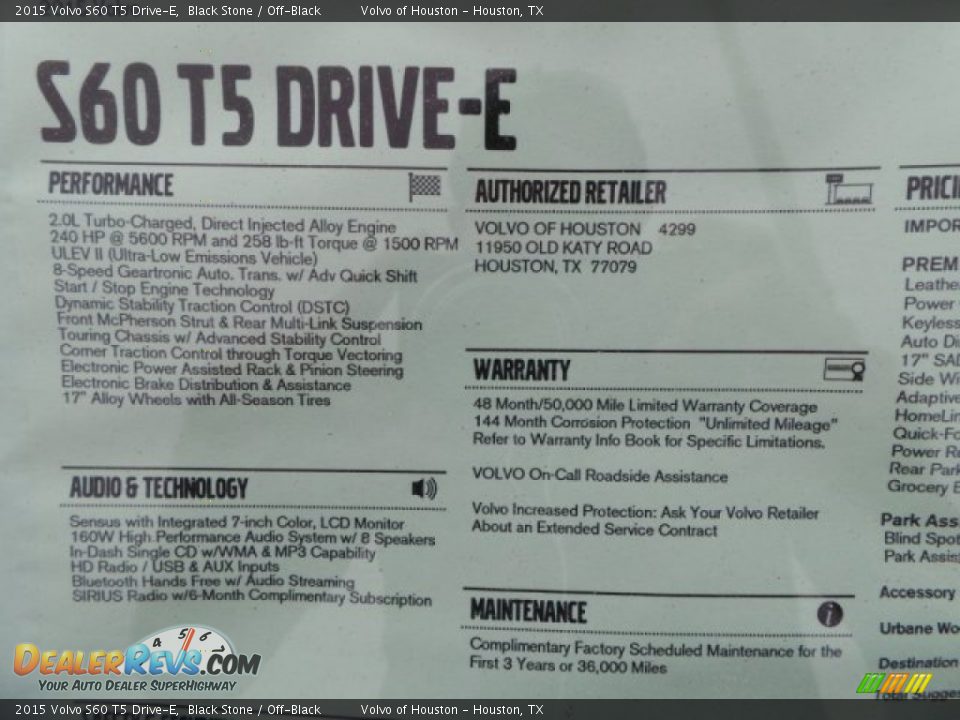 2015 Volvo S60 T5 Drive-E, Black Stone / Off-Black Volvo of Houston - Houston, TX
S60 T5 DRIVE-E
PERFORMANCE
2.0L Turbo-Charged, Direct Injected Alloy Engine
240 HP @ 5600 RPM and 258 lb-ft Torque @ 1500 RPM
ULEV II (Ultra-Low Emissions Vehicle)
8-Speed Geartronic Auto. Trans. w/ Adv Quick Shift
Start / Stop Engine Technology
Dynamic Stability Traction Control (DSTC)
Front McPherson Strut & Rear Multi-Link Suspension
Touring Chassis w/ Advanced Stability Control
Corner Traction Control through Torque Vectoring
Electronic Power Assisted Rack & Pinion Steering
Electronic Brake Distribution & Assistance
17" Alloy Wheels with All-Season Tires
AUDIO & TECHNOLOGY
Sensus with Integrated 7-inch Color, LCD Monitor
160W High Performance Audio System w/ 8 Speakers
In-Dash Single CD w/WMA & MP3 Capability
HD Radio / USB & AUX Inputs
Bluetooth Hands Free w/ Audio Streaming
SIRIUS Radio w/6-Month Complimentary Subscription
AUTHORIZED RETAILER
VOLVO OF HOUSTON 4299
11950 OLD KATY ROAD
HOUSTON, TX 77079
WARRANTY
48 Month/50,000 Mile Limited Warranty Coverage
144 Month Corrosion Protection "Unlimited Mileage"
Refer to Warranty Info Book for Specific Limitations.
VOLVO On-Call Roadside Assistance
Volvo Increased Protection: Ask Your Volvo Retailer
About an Extended Service Contract
MAINTENANCE
Complimentary Factory Scheduled Maintenance for the
First 3 Years or 36,000 Miles
PRICI
IMPOR
PREM
Leathe
Power
Keyless
Auto Di
17" SAD
Side Wi
Adaptive
HomeLin
Quick-Fo
Power Re
Rear Park
Grocery B
Park Ass
Blind Spot
Park Assis
Accessory
Urbane Wo
Destination
Total Sugges
4 5 6
DEALERREVS.COM
YOUR AUTO DEALER SUPERHIGHWAY
2015 Volvo S60 T5 Drive-E, Black Stone / Off-Black Volvo of Houston - Houston, TX